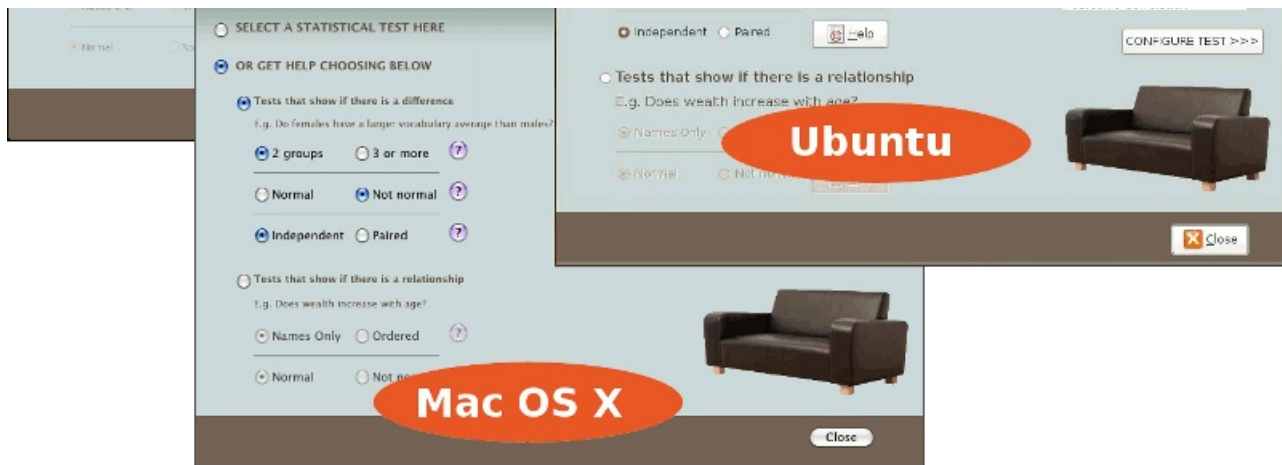 Normal
SELECT A STATISTICAL TEST HERE
OR GET HELP CHOOSING BELOW
Tests that show if there is a difference
E.g. Do females have a larger vocabulary average than males?
2 groups 3 or more ?
Normal Not normal ?
Independent Paired ?
Tests that show if there is a relationship
E.g. Does wealth increase with age?
Names Only Ordered ?
Normal Not
Mac OS X
Close
Independent Paired Help
CONFIGURE TEST >>>
Tests that show if there is a relationship
E.g. Does wealth increase with age?
Names Only
Ubuntu
Normal Not
Close